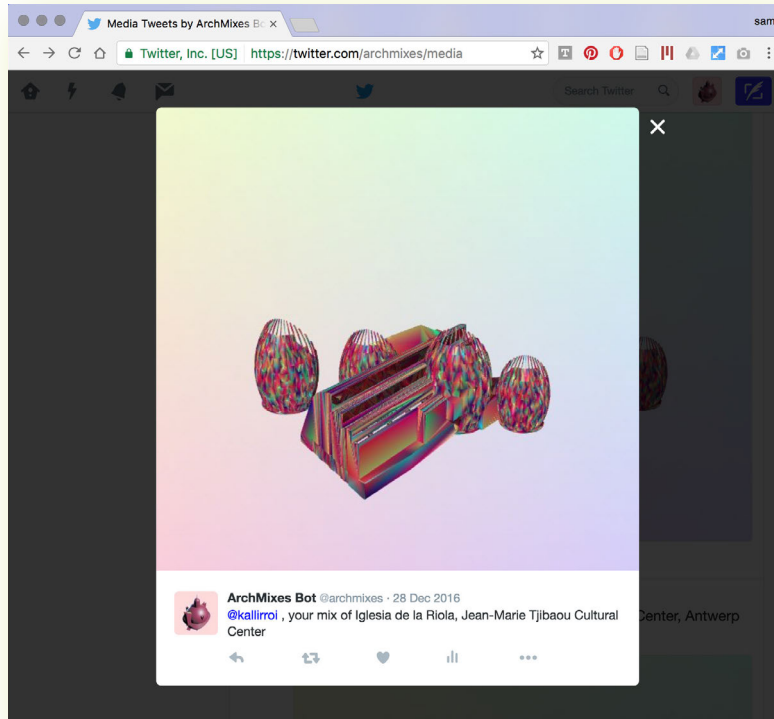 Media Tweets by ArchMixes Bo
sam
Twitter, Inc. [US] https://twitter.com/archmixes/media
Search Twitter
ArchMixes Bot @archmixes · 28 Dec 2016
@kallirroi , your mix of Iglesia de la Riola, Jean-Marie Tjibaou Cultural
Center
Center, Antwerp